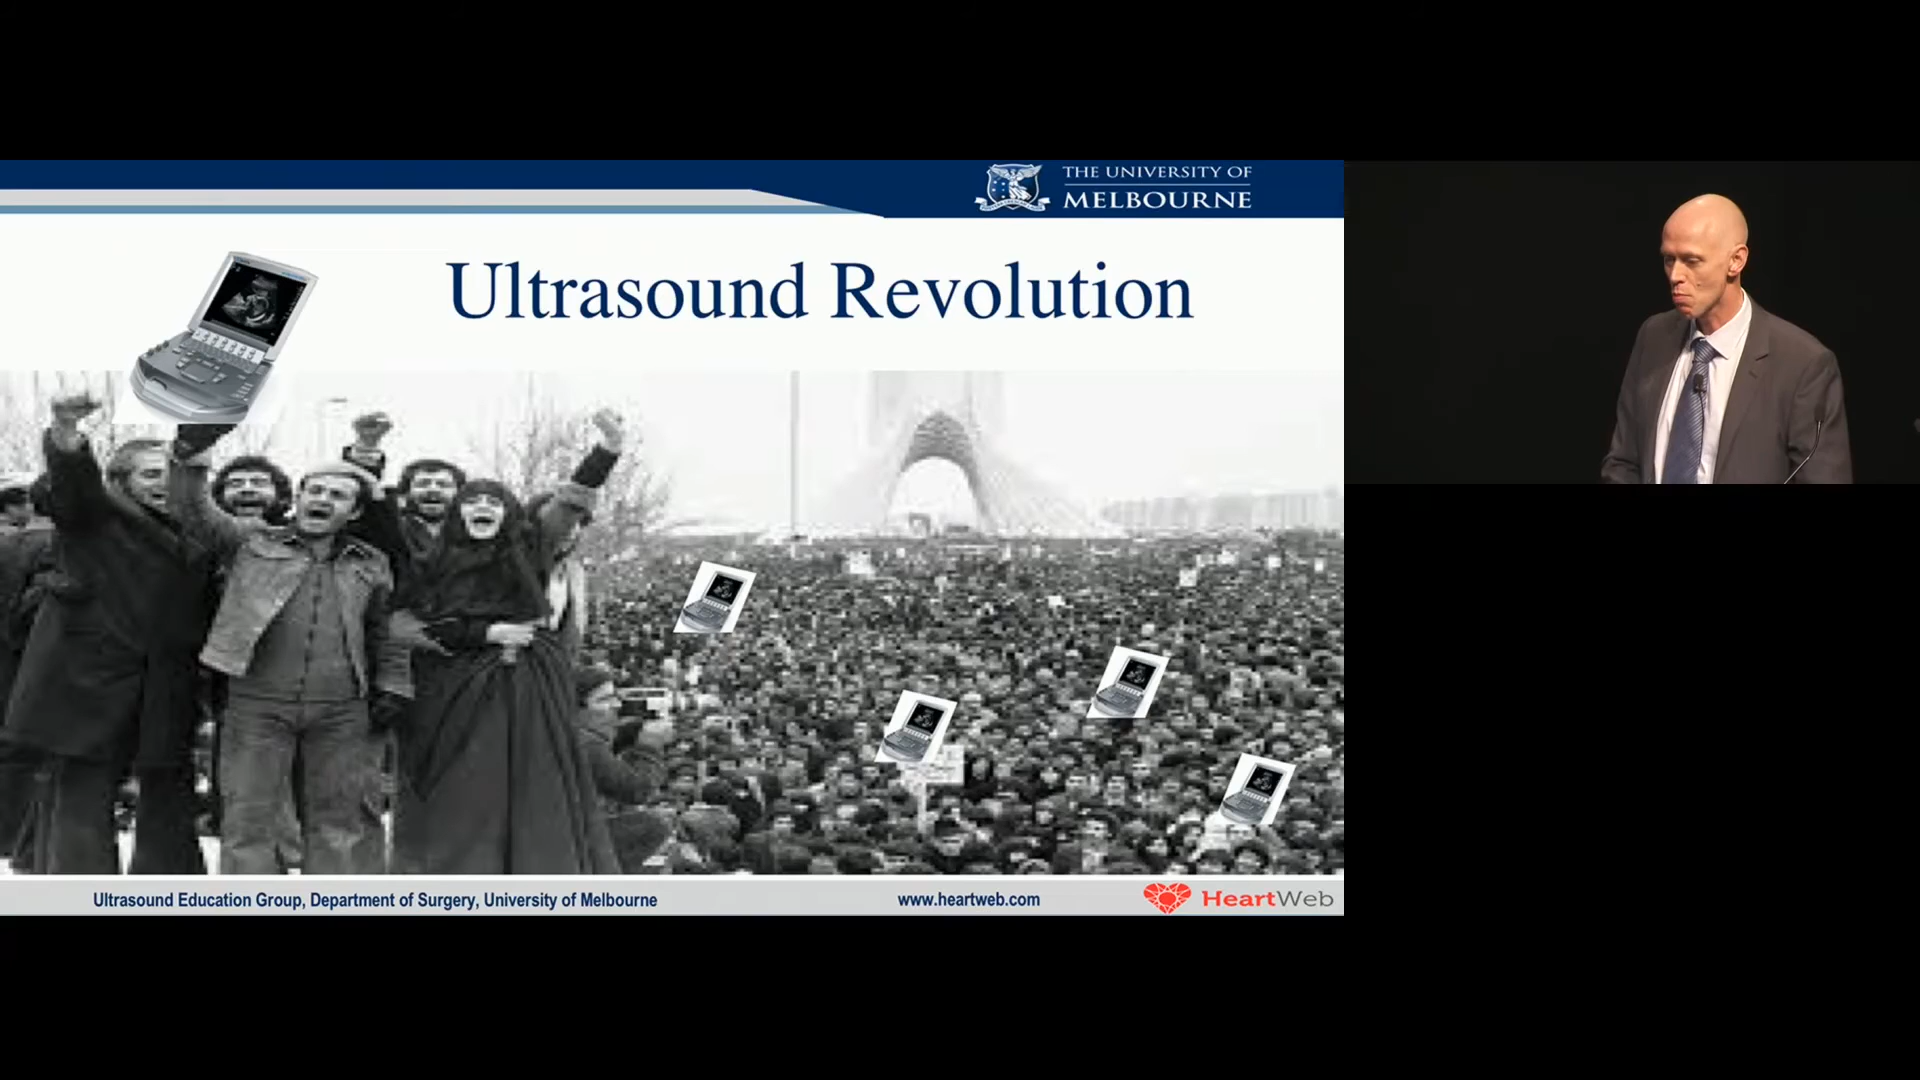 THE UNIVERSITY OF
MELBOURNE
Ultrasound Revolution
Ultrasound Education Group, Department of Surgery, University of Melbourne
www.heartweb.com
HeartWeb